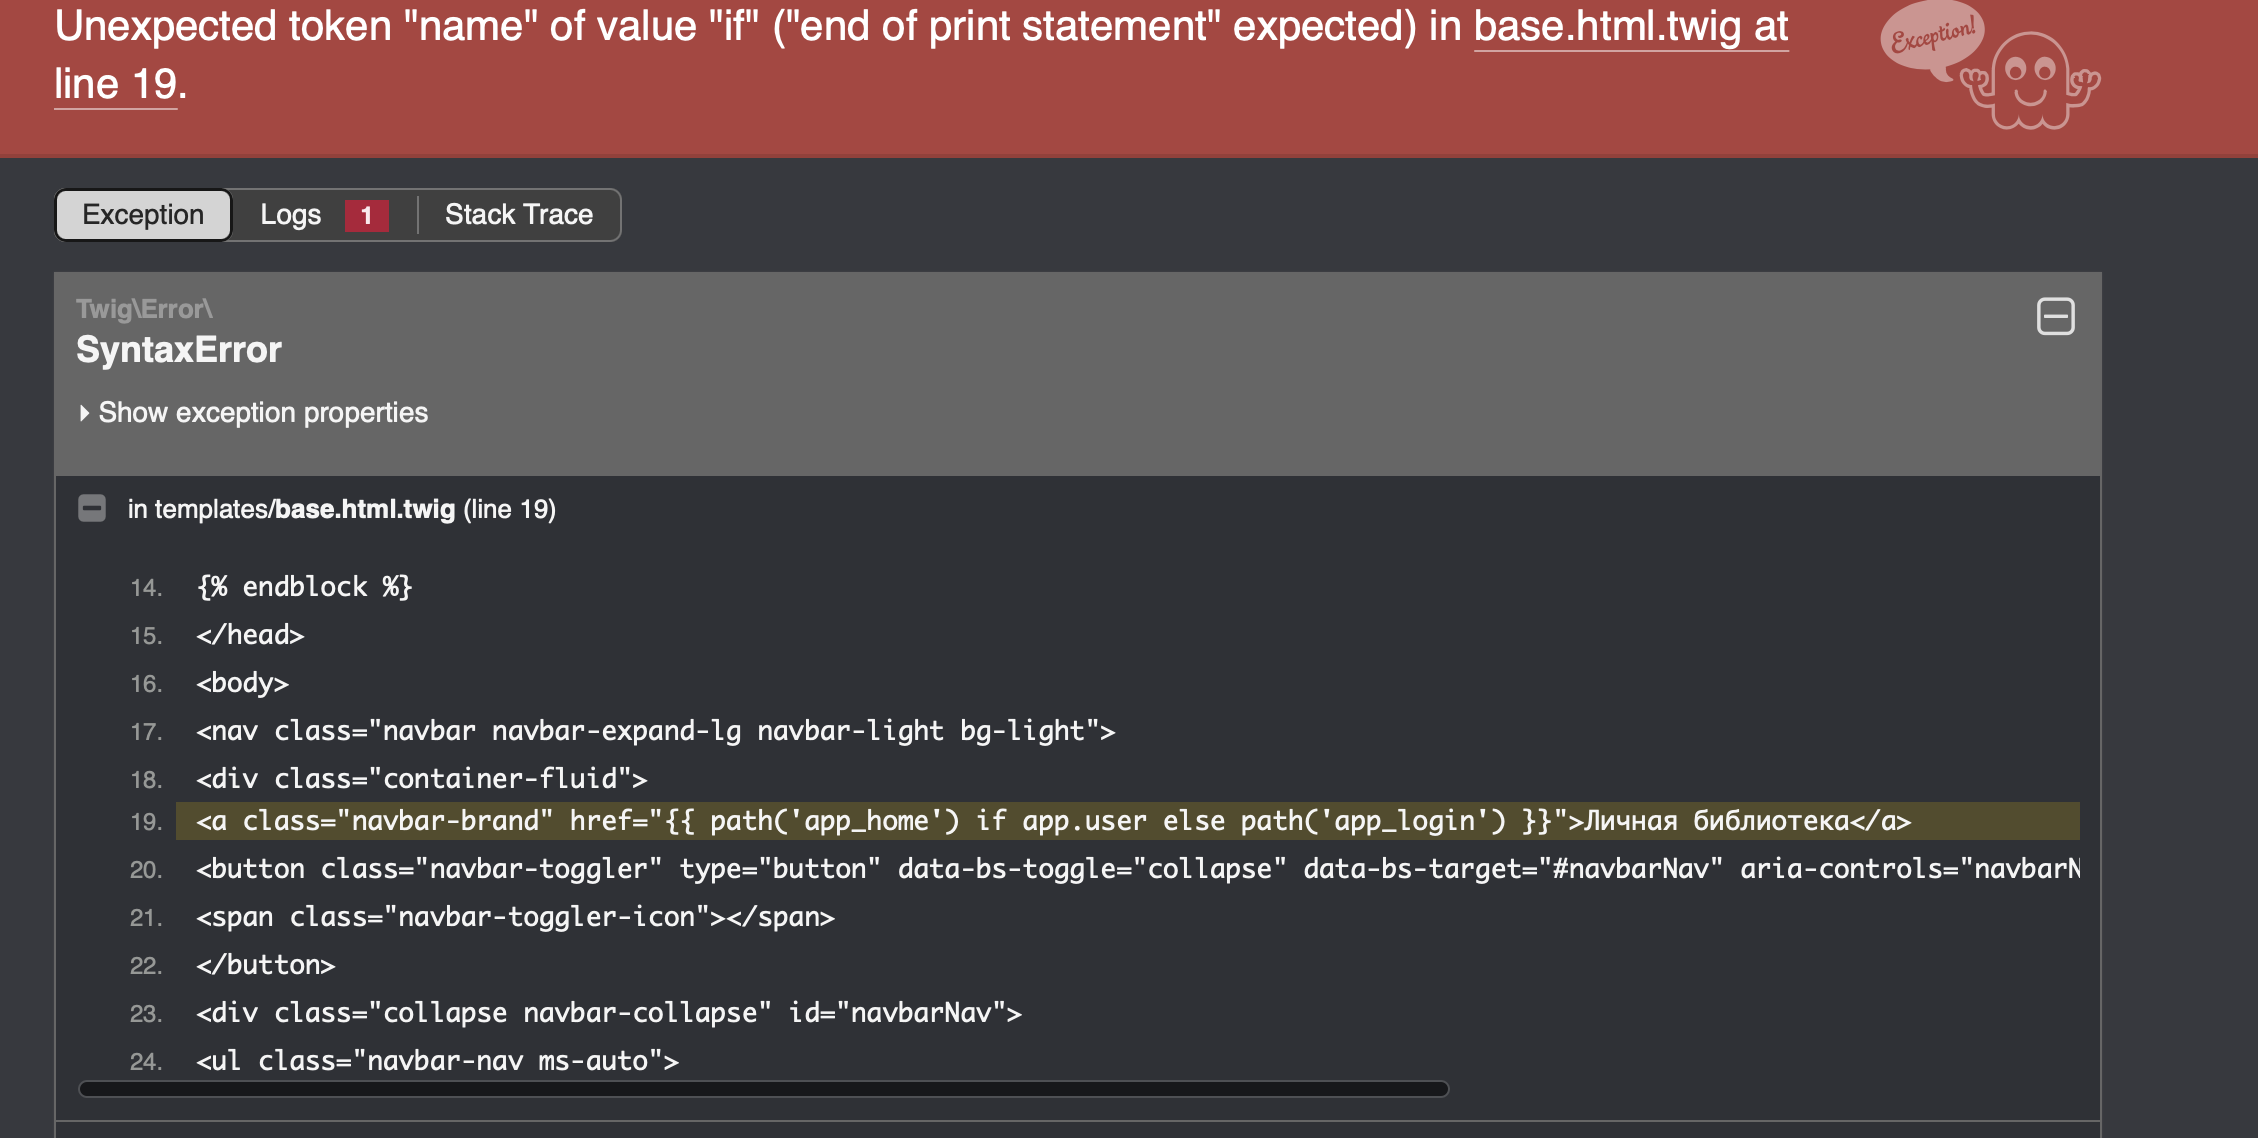 Unexpected token "name" of value "if" ("end of print statement" expected) in base.html.twig at
line 19.
Exception!
Exception Logs 1 Stack Trace
Twig\Error\
SyntaxError
Show exception properties
in templates/base.html.twig (line 19)
14. {% endblock %}
15. </head>
16. <body>
17. <nav class="navbar navbar-expand-lg navbar-light bg-light">
18. <div class="container-fluid">
19. <a class="navbar-brand" href="{{ path('app_home') if app.user else path('app_login') }}">Личная библиотека</a>
20. <button class="navbar-toggler" type="button" data-bs-toggle="collapse" data-bs-target="#navbarNav" aria-controls="navbarN
21. <span class="navbar-toggler-icon"></span>
22. </button>
23. <div class="collapse navbar-collapse" id="navbarNav">
24. <ul class="navbar-nav ms-auto">